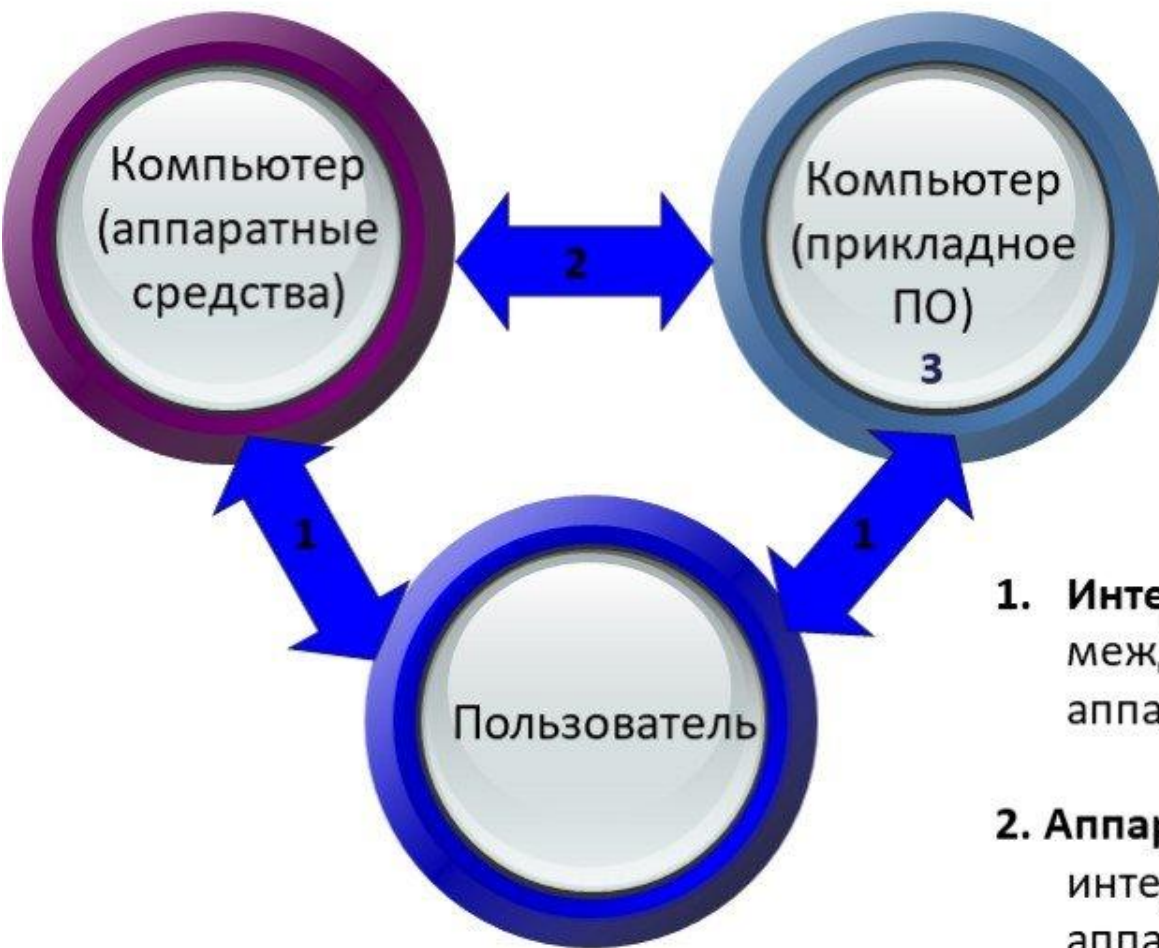 Компьютер
(аппаратные
средства)
2
Компьютер
(прикладное
ПО)
3
1
1
Пользователь
1.
2.